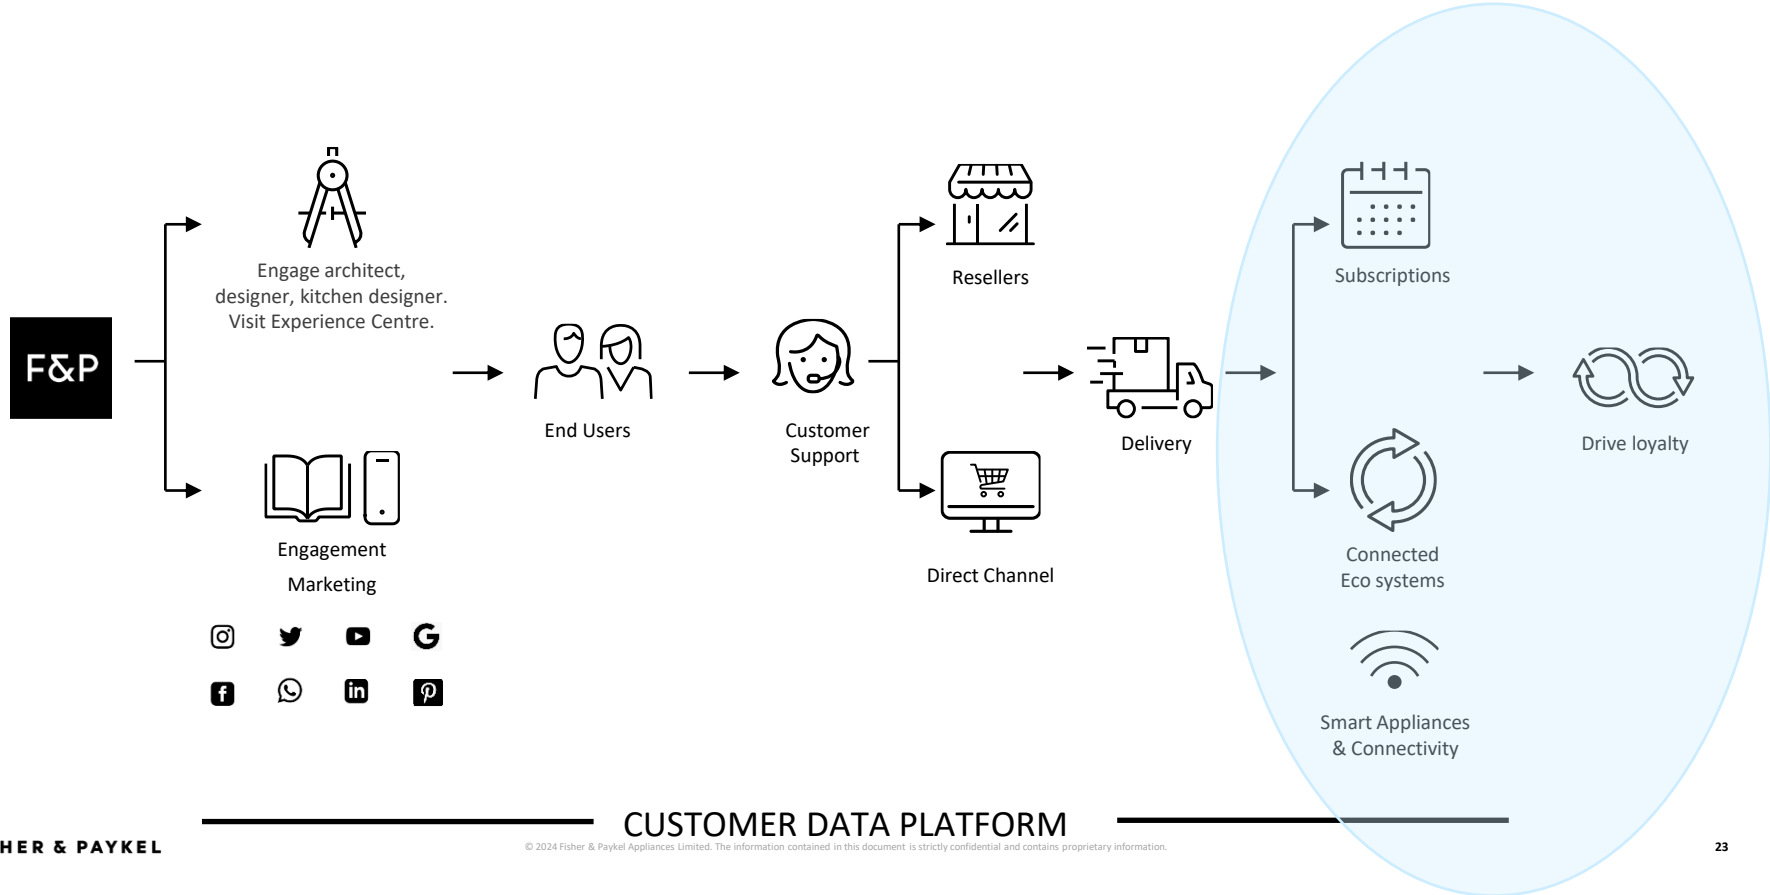 F&P
Engage architect,
designer, kitchen designer.
Visit Experience Centre.
Engagement
Marketing
End Users
Customer
Support
Resellers
Direct Channel
Delivery
Subscriptions
Connected
Eco systems
Smart Appliances
& Connectivity
Drive loyalty
CUSTOMER DATA PLATFORM
HER & PAYKEL
© 2024 Fisher & Paykel Appliances Limited. The information contained in this document is strictly confidential and contains proprietary information.
23